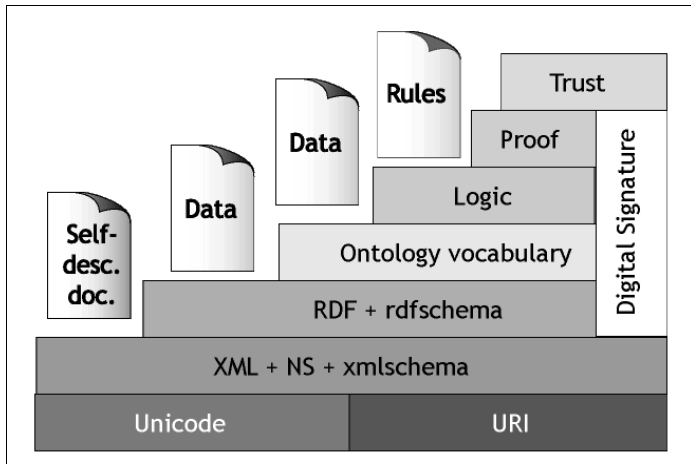 Rules
Trust
Data
Proof
Data
Logic
Self-
desc.
doc.
Ontology vocabulary
Digital Signature
RDF + rdfschema
XML + NS + xmlschema
Unicode
URI